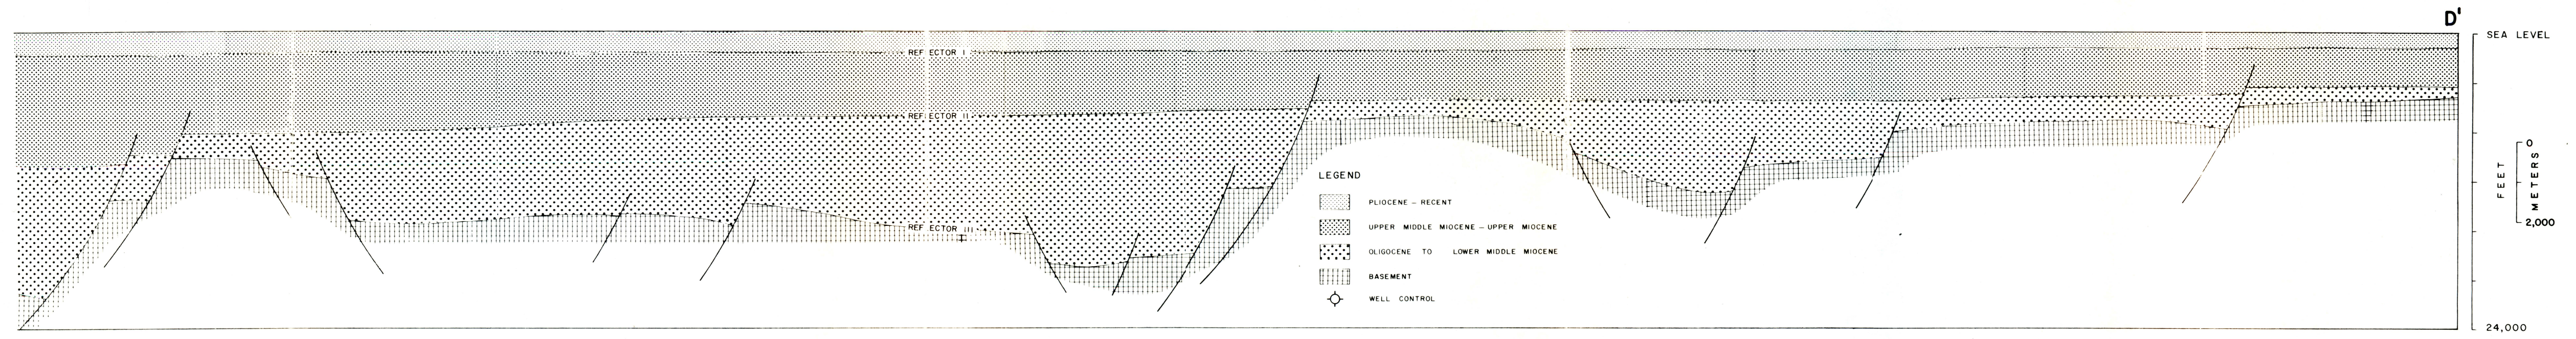 D'
SEA LEVEL
REFLECTOR I
REFLECTOR II
REFLECTOR III
LEGEND
PLIOCENE – RECENT
UPPER MIDDLE MIOCENE – UPPER MIOCENE
OLIGOCENE TO LOWER MIDDLE MIOCENE
BASEMENT
WELL CONTROL
FEET
0
METERS
2,000
24,000